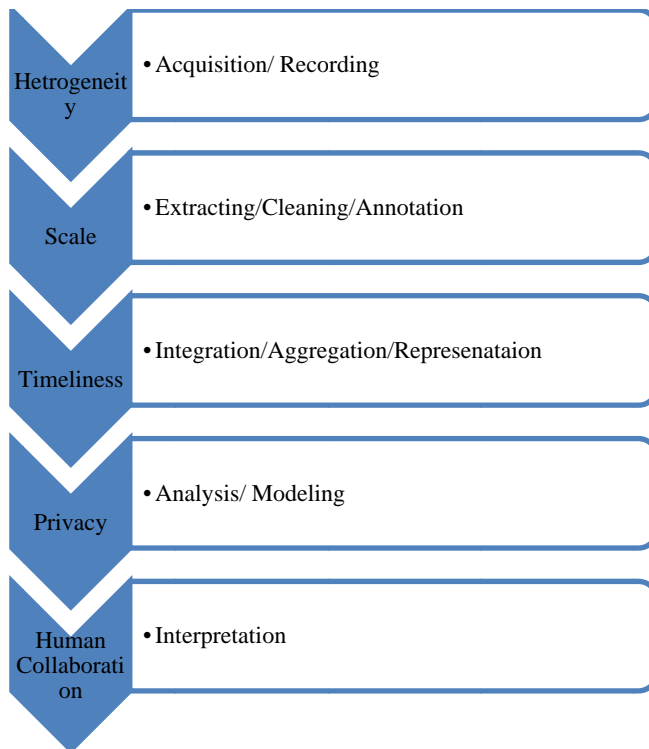 Hetrogeneit
y
• Acquisition/ Recording
Scale
• Extracting/Cleaning/Annotation
Timeliness
• Integration/Aggregation/Represenataion
Privacy
• Analysis/ Modeling
Human
Collaborati
on
• Interpretation